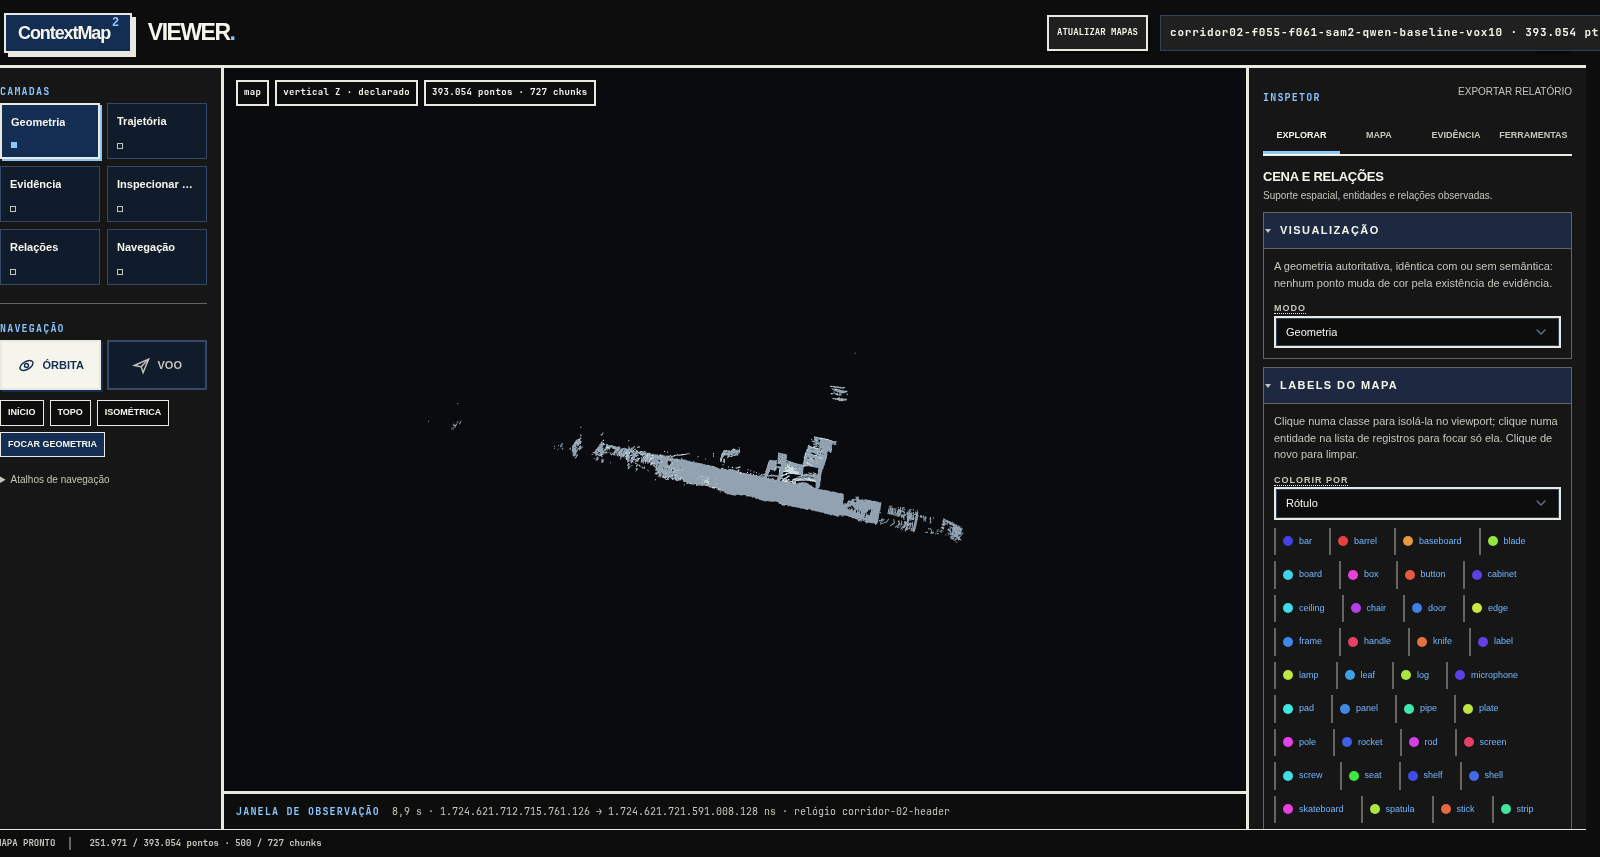 ContextMap 2 VIEWER.
ATUALIZAR MAPAS
corridor02-f055-f061-sam2-qwen-baseline-vox10 · 393.054 pt
CAMADAS
Geometria
Trajetória
Evidência
Inspecionar ...
Relações
Navegação
NAVEGAÇÃO
ÓRBITA
VOO
INÍCIO
TOPO
ISOMÉTRICA
FOCAR GEOMETRIA
Atalhos de navegação
map
vertical Z · declarado
393.054 pontos · 727 chunks
JANELA DE OBSERVAÇÃO 8,9 s · 1.724.621.712.715.761.126 → 1.724.621.721.591.008.128 ns · relógio corridor-02-header
INSPETOR
EXPORTAR RELATÓRIO
EXPLORAR
MAPA
EVIDÊNCIA
FERRAMENTAS
CENA E RELAÇÕES
Suporte espacial, entidades e relações observadas.
VISUALIZAÇÃO
A geometria autoritativa, idêntica com ou sem semântica:
nenhum ponto muda de cor pela existência de evidência.
MODO
Geometria
LABELS DO MAPA
Clique numa classe para isolá-la no viewport; clique numa
entidade na lista de registros para focar só ela. Clique de
novo para limpar.
COLORIR POR
Rótulo
bar barrel baseboard blade
board box button cabinet
ceiling chair door edge
frame handle knife label
lamp leaf log microphone
pad panel pipe plate
pole rocket rod screen
screw seat shelf shell
skateboard spatula stick strip
MAPA PRONTO
251.971 / 393.054 pontos · 500 / 727 chunks